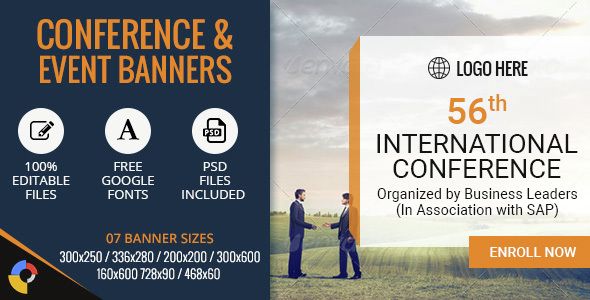 CONFERENCE &
EVENT BANNERS
100%
EDITABLE
FILES
A
FREE
GOOGLE
FONTS
PSD
PSD
FILES
INCLUDED
07 BANNER SIZES
300x250 / 336x280 / 200x200 / 300x600
160x600 728x90 / 468x60
LOGO HERE
56th
INTERNATIONAL
CONFERENCE
Organized by Business Leaders
(In Association with SAP)
ENROLL NOW